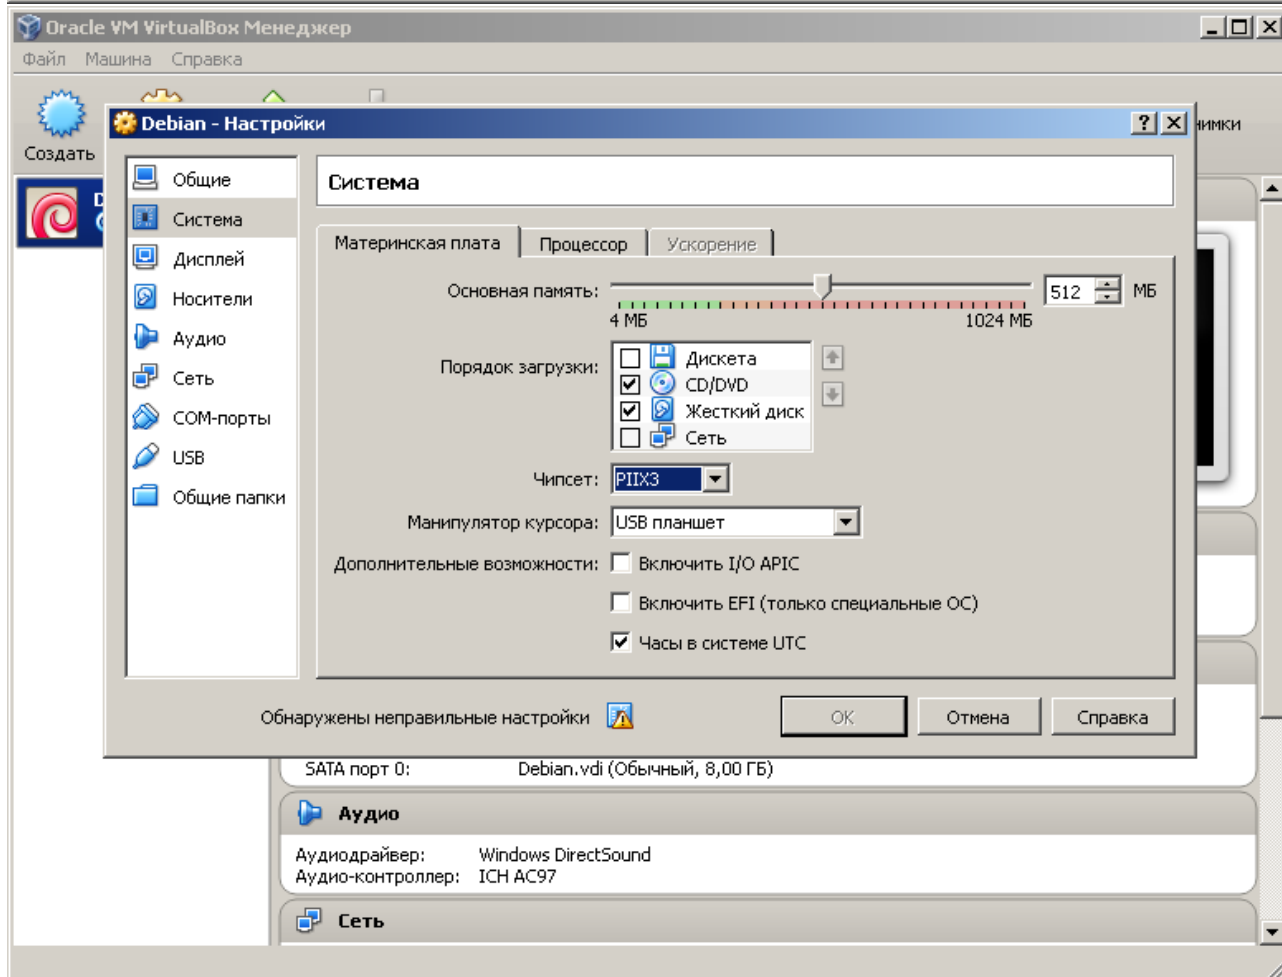 Oracle VM VirtualBox Менеджер
Файл Машина Справка
Debian - Настройки
Создать
Общие
Система
Дисплей
Носители
Аудио
Сеть
COM-порты
USB
Общие папки
Система
Материнская плата Процессор Ускорение
Основная память: 512 МБ
4 МБ 1024 МБ
Порядок загрузки:
Дискета
CD/DVD
Жесткий диск
Сеть
Чипсет: PIIX3
Манипулятор курсора: USB планшет
Дополнительные возможности: Включить I/O APIC
Включить EFI (только специальные ОС)
Часы в системе UTC
Обнаружены неправильные настройки
OK Отмена Справка
SATA порт 0: Debian.vdi (Обычный, 8,00 ГБ)
Аудио
Аудиодрайвер: Windows DirectSound
Аудио-контроллер: ICH AC97
Сеть